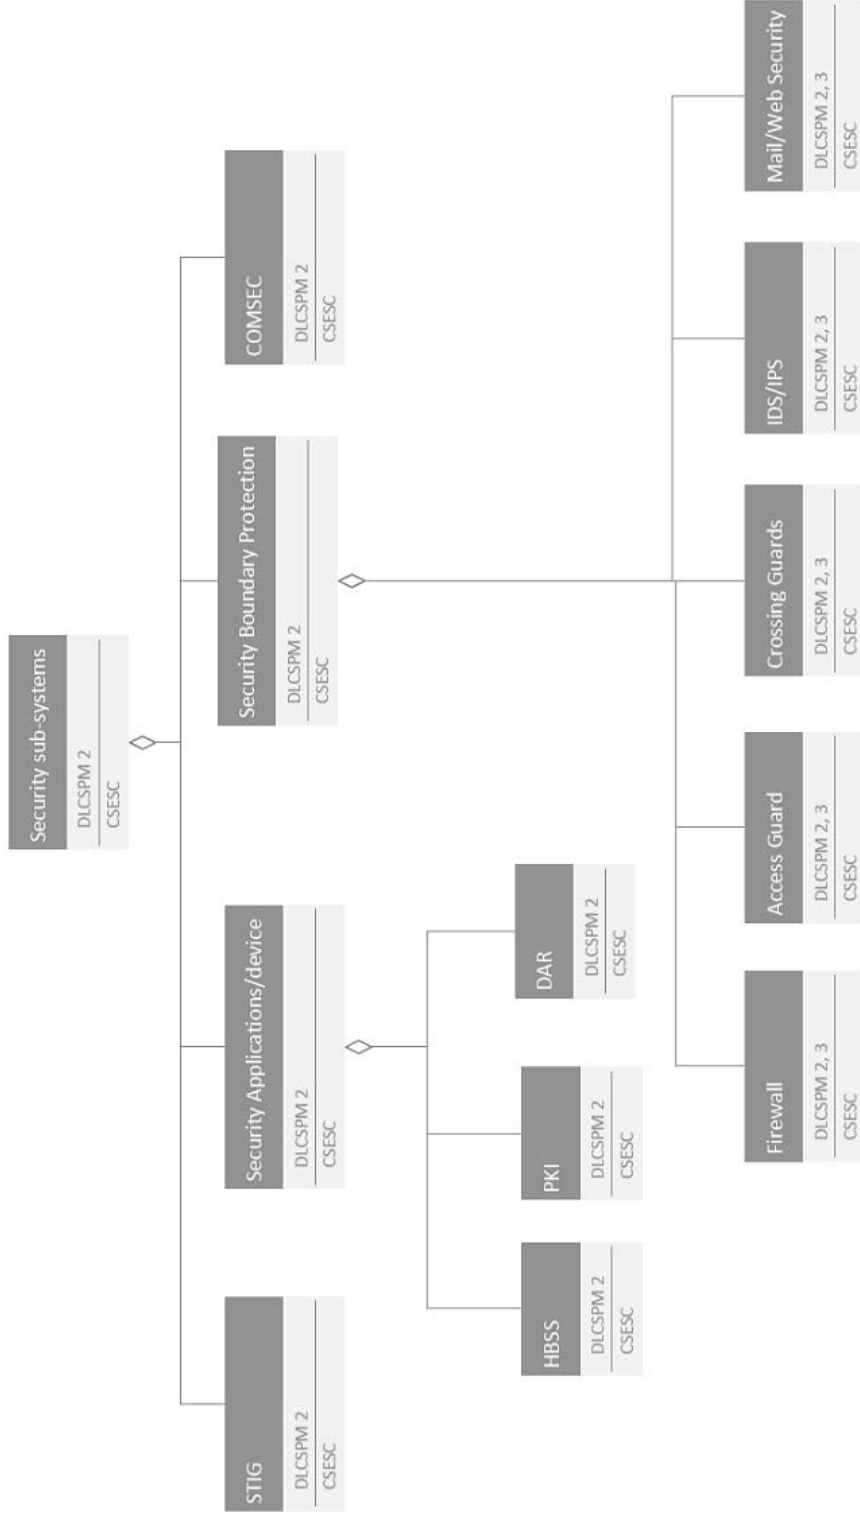 Security sub-systems
DLCSPM 2
CSESC
STIG
DLCSPM 2
CSESC
Security Applications/device
DLCSPM 2
CSESC
Security Boundary Protection
DLCSPM 2
CSESC
COMSEC
DLCSPM 2
CSESC
HBSS
DLCSPM 2
CSESC
PKI
DLCSPM 2
CSESC
DAR
DLCSPM 2
CSESC
Firewall
DLCSPM 2, 3
CSESC
Access Guard
DLCSPM 2, 3
CSESC
Crossing Guards
DLCSPM 2, 3
CSESC
IDS/IPS
DLCSPM 2, 3
CSESC
Mail/Web Security
DLCSPM 2, 3
CSESC